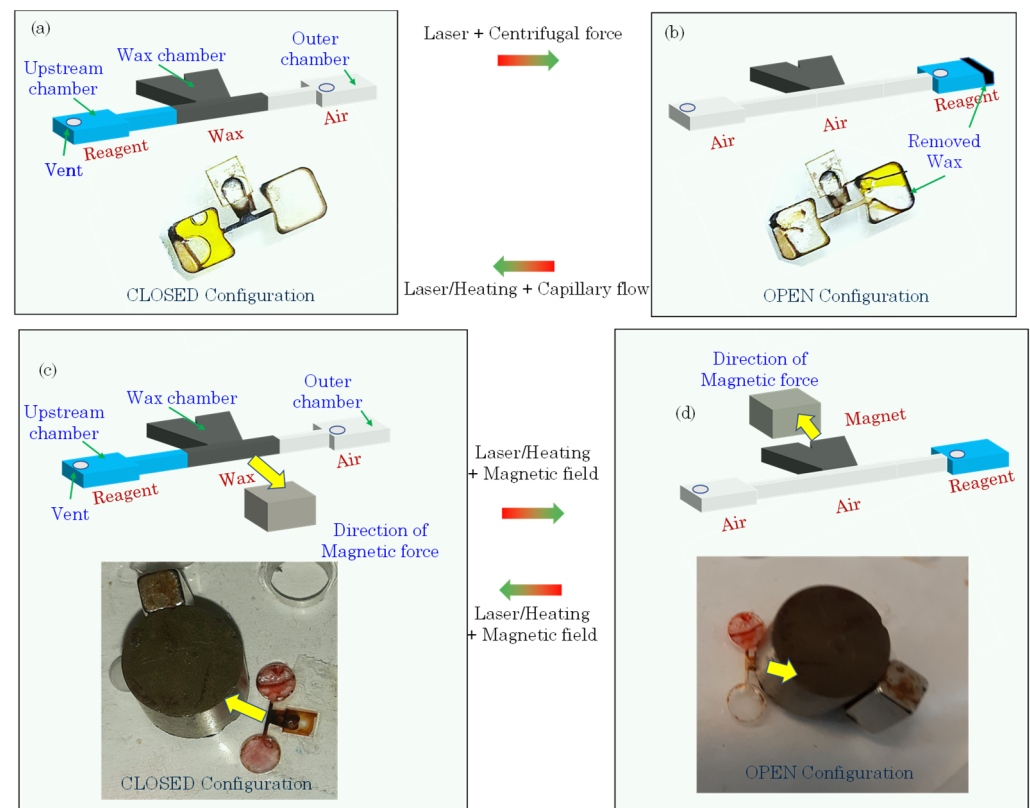 (a)
Outer
chamber
Wax chamber
Upstream
chamber
Wax
Air
Reagent
Vent
CLOSED Configuration
Laser + Centrifugal force
Laser/Heating + Capillary flow
(b)
Reagent
Air
Air
Removed
Wax
OPEN Configuration
(c)
Outer
chamber
Wax chamber
Upstream
chamber
Air
Wax
Reagent
Vent
Direction of
Magnetic force
CLOSED Configuration
Laser/Heating
+ Magnetic field
Laser/Heating
+ Magnetic field
Direction of
Magnetic force
(d)
Magnet
Reagent
Air
Air
OPEN Configuration